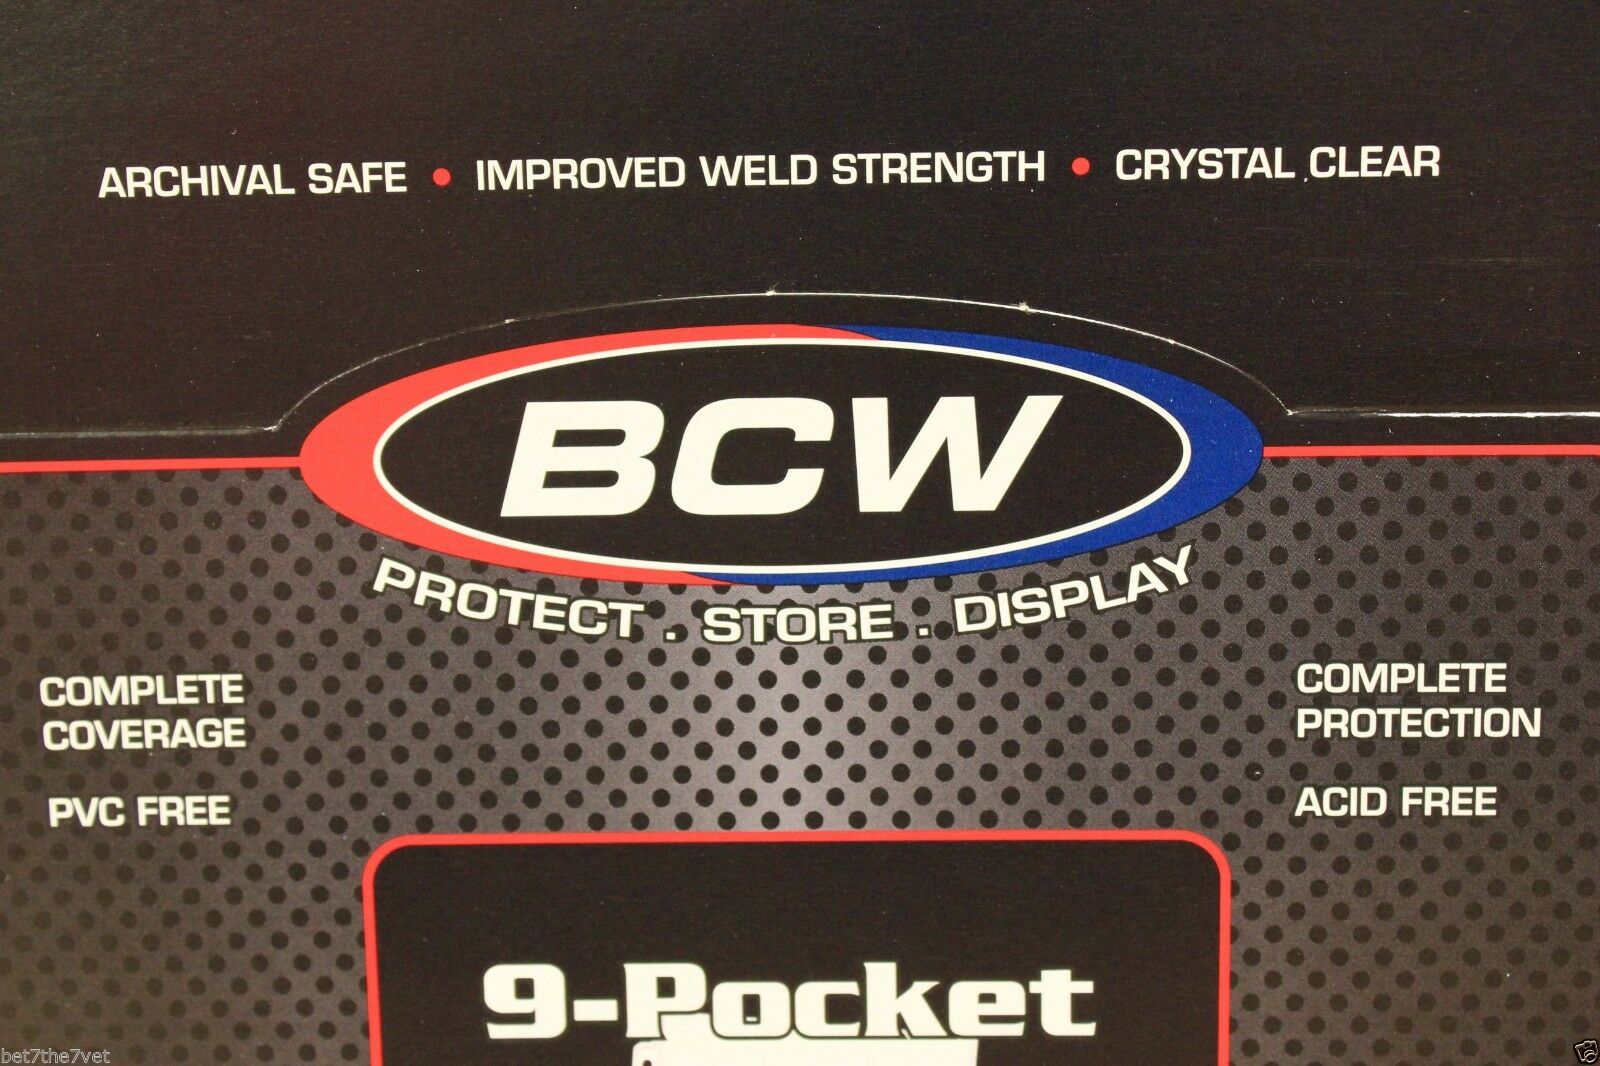 ARCHIVAL SAFE • IMPROVED WELD STRENGTH • CRYSTAL CLEAR
BCW
PROTECT . STORE . DISPLAY
COMPLETE
COVERAGE
PVC FREE
COMPLETE
PROTECTION
ACID FREE
9-Pocket
bet7the7vet